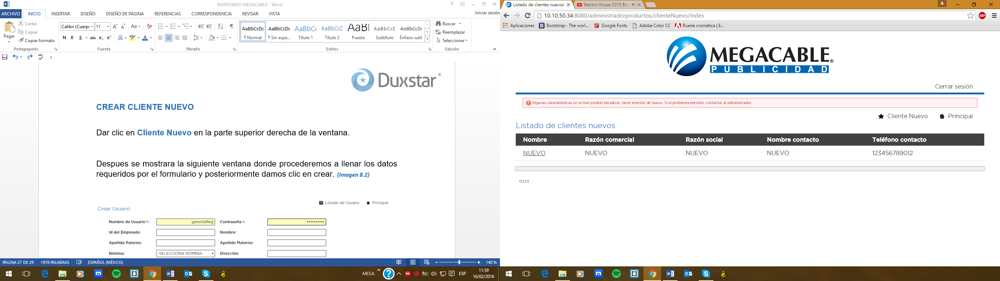 INVENTARIO MEGACABLE - Word
ARCHIVO INICIO INSERTAR DISEÑO DISEÑO DE PÁGINA REFERENCIAS CORRESPONDENCIA REVISAR VISTA Iniciar sesión
Pegar
Cortar
Copiar
Copiar formato
Portapapeles
Calibri (Cuerpo 11
Aa
N K S abc x₂ x²
Fuente
Párrafo
AaBbCcDc AaBbCcDc AaBbCc AaBbCcD AaBl AaBbCcD AaBbCcDc
¶ Normal ¶ Sin espa... Título 1 Título 2 Puesto Subtítulo Énfasis sutil
Estilos
Buscar
Reemplazar
Seleccionar
Edición
Duxstar®
CREAR CLIENTE NUEVO
Dar clic en Cliente Nuevo en la parte superior derecha de la ventana.
Despues se mostrara la siguiente ventana donde procederemos a llenar los datos
requeridos por el formulario y posteriormente damos clic en crear. (Imagen 8.2)
Listado de Usuario Principal
Crear Usuario
Nombre de Usuario •: gerenteReg Contraseña •: ••••••••••
Id del Empleado: Nombre:
Apellido Paterno: Apellido Materno:
Nómina: -SELECCIONA NÓMINA- Dirección:
PÁGINA 27 DE 29 1978 PALABRAS ESPAÑOL (MÉXICO) 140 %
MEGA » ESP 11:59
16/02/2016
Listado de clientes nuevos Electro House 2015 Bes
10.10.50.34:8080/administradorproductos/clienteNuevo/index
ABP
Aplicaciones Bootstrap · The worl... Google Fonts Adobe Color CC Rueda cromática | E...
MEGACABLE®
PUBLICIDAD
Cerrar sesión
Algunas características no se han podido inicializar, favor intentar de nuevo. Si el problema persiste, contactar al administrador.
Cliente Nuevo Principal
Listado de clientes nuevos
Nombre Razón comercial Razón social Nombre contacto Teléfono contacto
NUEVO NUEVO NUEVO NUEVO 123456789012
0.1.23